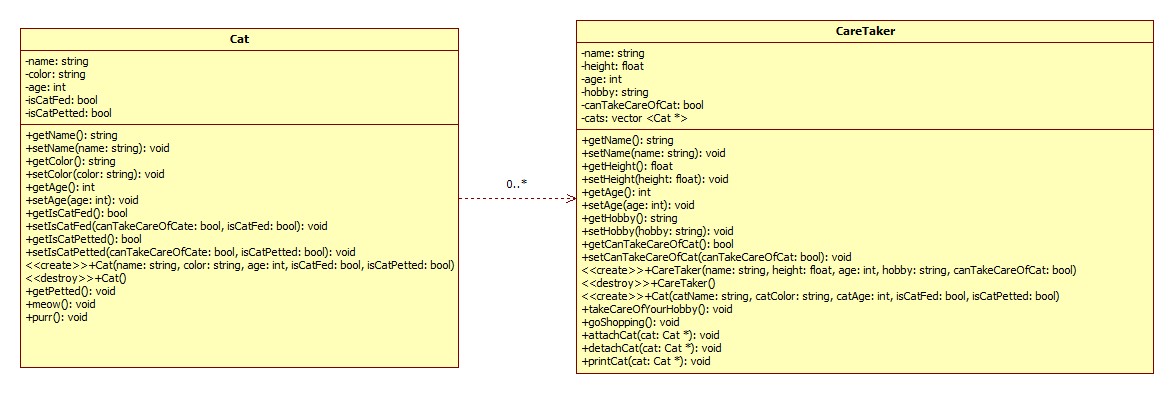 Cat
-name: string
-color: string
-age: int
-isCatFed: bool
-isCatPetted: bool
+getName(): string
+setName(name: string): void
+getColor(): string
+setColor(color: string): void
+getAge(): int
+setAge(age: int): void
+getIsCatFed(): bool
+setIsCatFed(canTakeCareOfCate: bool, isCatFed: bool): void
+getIsCatPetted(): bool
+setIsCatPetted(canTakeCareOfCate: bool, isCatPetted: bool): void
<<create>>+Cat(name: string, color: string, age: int, isCatFed: bool, isCatPetted: bool)
<<destroy>>+Cat()
+getPetted(): void
+meow(): void
+purr(): void
0..*
CareTaker
-name: string
-height: float
-age: int
-hobby: string
-canTakeCareOfCat: bool
-cats: vector <Cat *>
+getName(): string
+setName(name: string): void
+getHeight(): float
+setHeight(height: float): void
+getAge(): int
+setAge(age: int): void
+getHobby(): string
+setHobby(hobby: string): void
+getCanTakeCareOfCat(): bool
+setCanTakeCareOfCat(canTakeCareOfCat: bool): void
<<create>>+CareTaker(name: string, height: float, age: int, hobby: string, canTakeCareOfCat: bool)
<<destroy>>+CareTaker()
<<create>>+Cat(catName: string, catColor: string, catAge: int, isCatFed: bool, isCatPetted: bool)
+takeCareOfYourHobby(): void
+goShopping(): void
+attachCat(cat: Cat *): void
+detachCat(cat: Cat *): void
+printCat(cat: Cat *): void